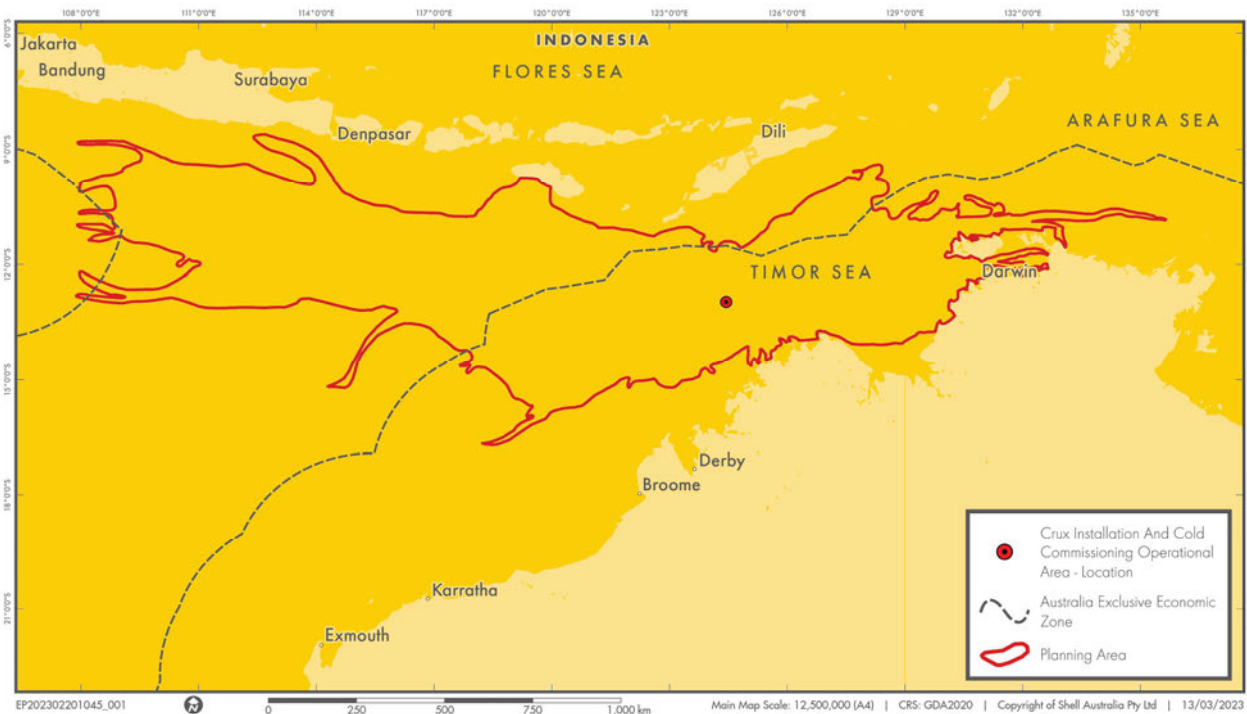 108°0'0"E 111°0'0"E 114°0'0"E 117°0'0"E 120°0'0"E 123°0'0"E 126°0'0"E 129°0'0"E 132°0'0"E 135°0'0"E
6°0'0"S
9°0'0"S
12°0'0"S
15°0'0"S
18°0'0"S
21°0'0"S
INDONESIA
Jakarta
Bandung
FLORES SEA
Surabaya
ARAFURA SEA
Denpasar
Dili
TIMOR SEA
Darwin
Derby
Broome
Karratha
Exmouth
Crux Installation And Cold
Commissioning Operational
Area - Location
Australia Exclusive Economic
Zone
Planning Area
EP202302201045_001
N
0 250 500 750 1,000 km
Main Map Scale: 12,500,000 (A4) | CRS: GDA2020 | Copyright of Shell Australia Pty Ltd | 13/03/2023